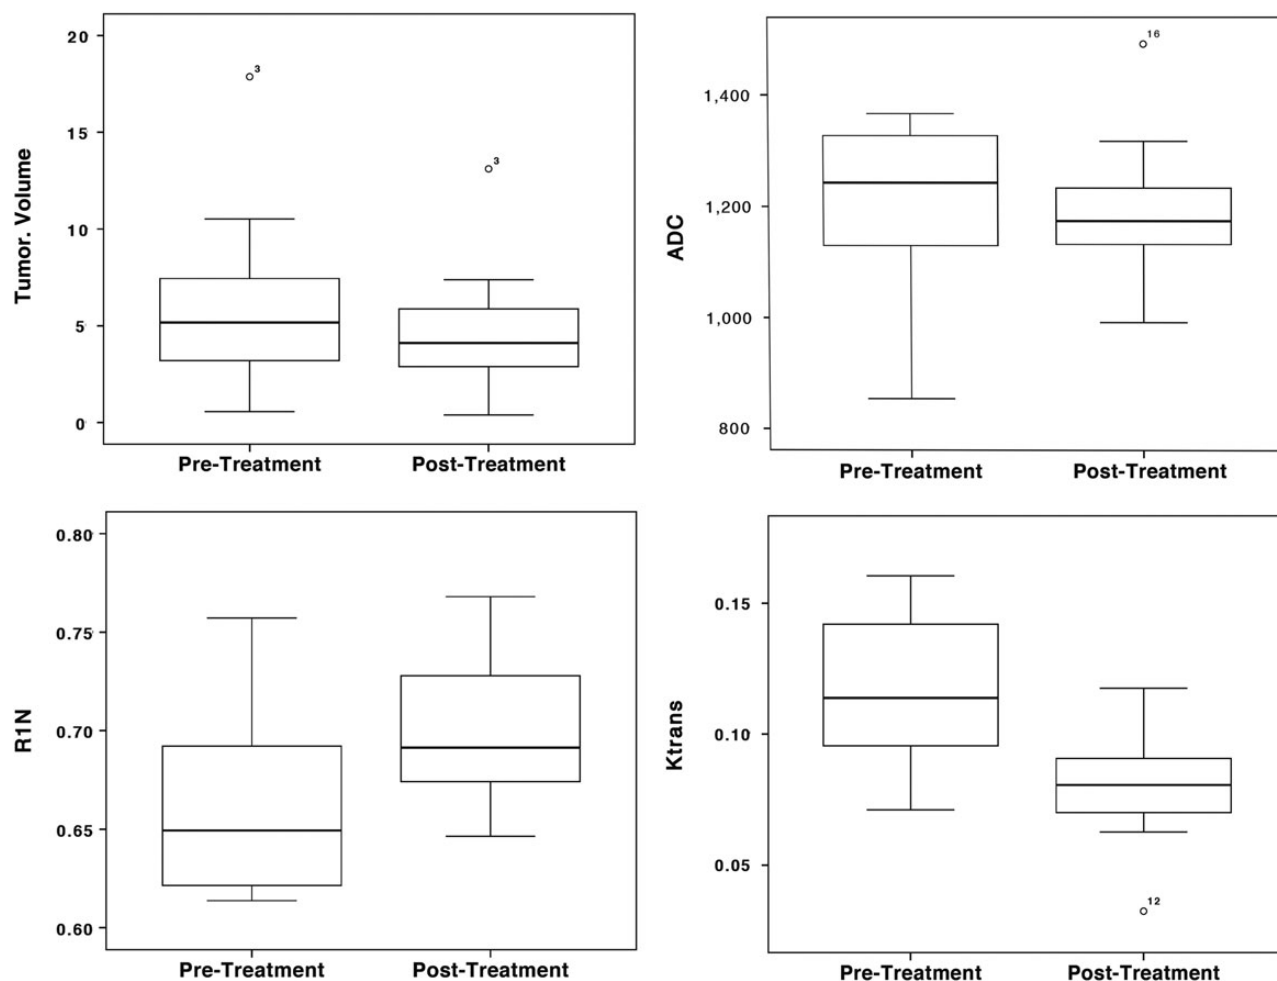 Tumor. Volume
20
15
10
5
0
3
3
Pre-Treatment
Post-Treatment
ADC
1,400
1,200
1,000
800
16
Pre-Treatment
Post-Treatment
R1N
0.80
0.75
0.70
0.65
0.60
Pre-Treatment
Post-Treatment
Ktrans
0.15
0.10
0.05
12
Pre-Treatment
Post-Treatment